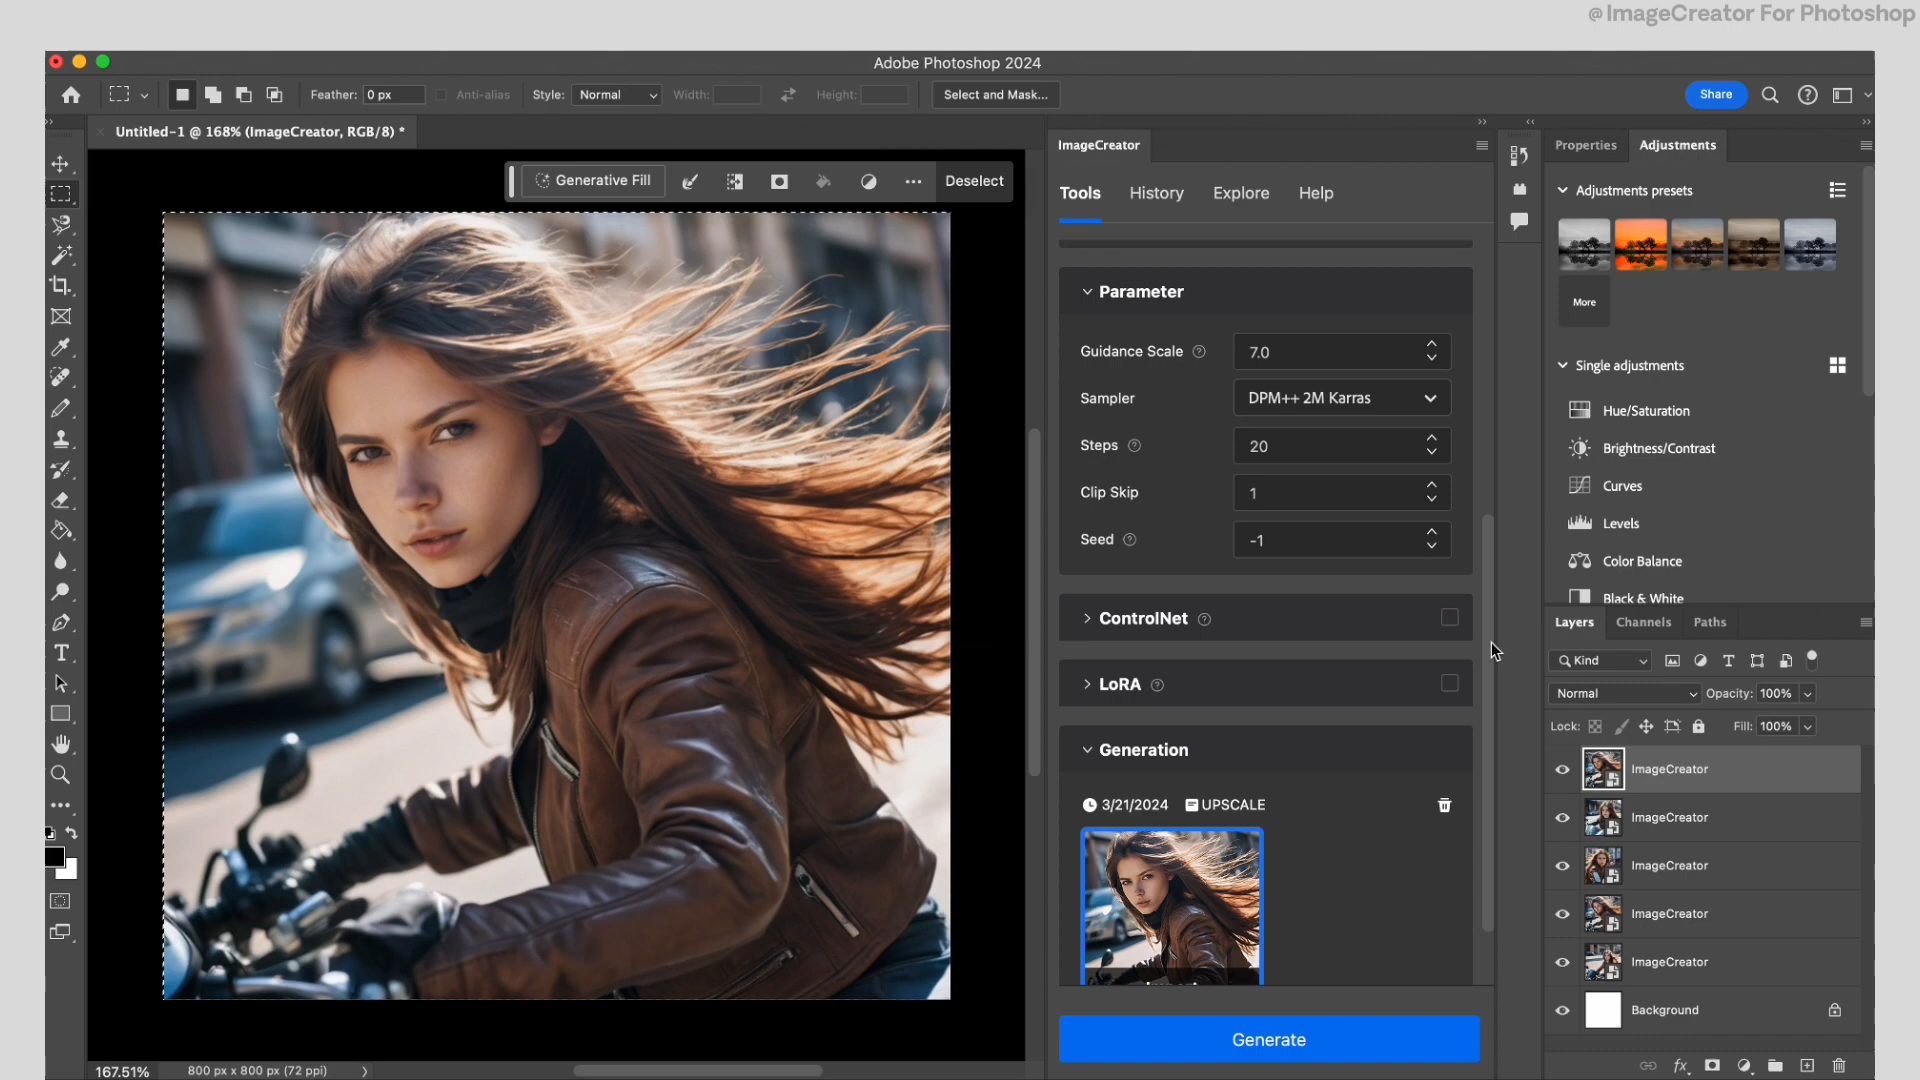 @ImageCreator For Photoshop
Adobe Photoshop 2024
Feather: 0 px Anti-alias Style: Normal Width: Height: Select and Mask... Share
Untitled-1 @ 168% (ImageCreator, RGB/8) *
Generative Fill Deselect
ImageCreator
Tools History Explore Help
Parameter
Guidance Scale 7.0
Sampler DPM++ 2M Karras
Steps 20
Clip Skip 1
Seed -1
ControlNet
LoRA
Generation
3/21/2024 UPSCALE
Generate
Properties Adjustments
Adjustments presets
More
Single adjustments
Hue/Saturation
Brightness/Contrast
Curves
Levels
Color Balance
Black & White
Layers Channels Paths
Kind
Normal Opacity: 100%
Lock: Fill: 100%
ImageCreator
ImageCreator
ImageCreator
ImageCreator
ImageCreator
Background
fx
167.51% 800 px x 800 px (72 ppi)